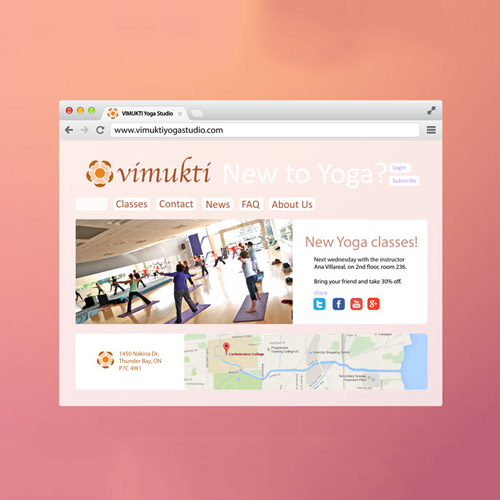 VIMUKTI Yoga Studio
www.vimuktiyogastudio.com
vimukti New to Yoga?
Login
Subscribe
Classes Contact News FAQ About Us
New Yoga classes!
Next wednesday with the instructor
Ana Villareal, on 2nd floor, room 236.
Bring your friend and take 30% off.
share
1450 Nakina Dr,
Thunder Bay, ON
P7C 4W1
Confederation College